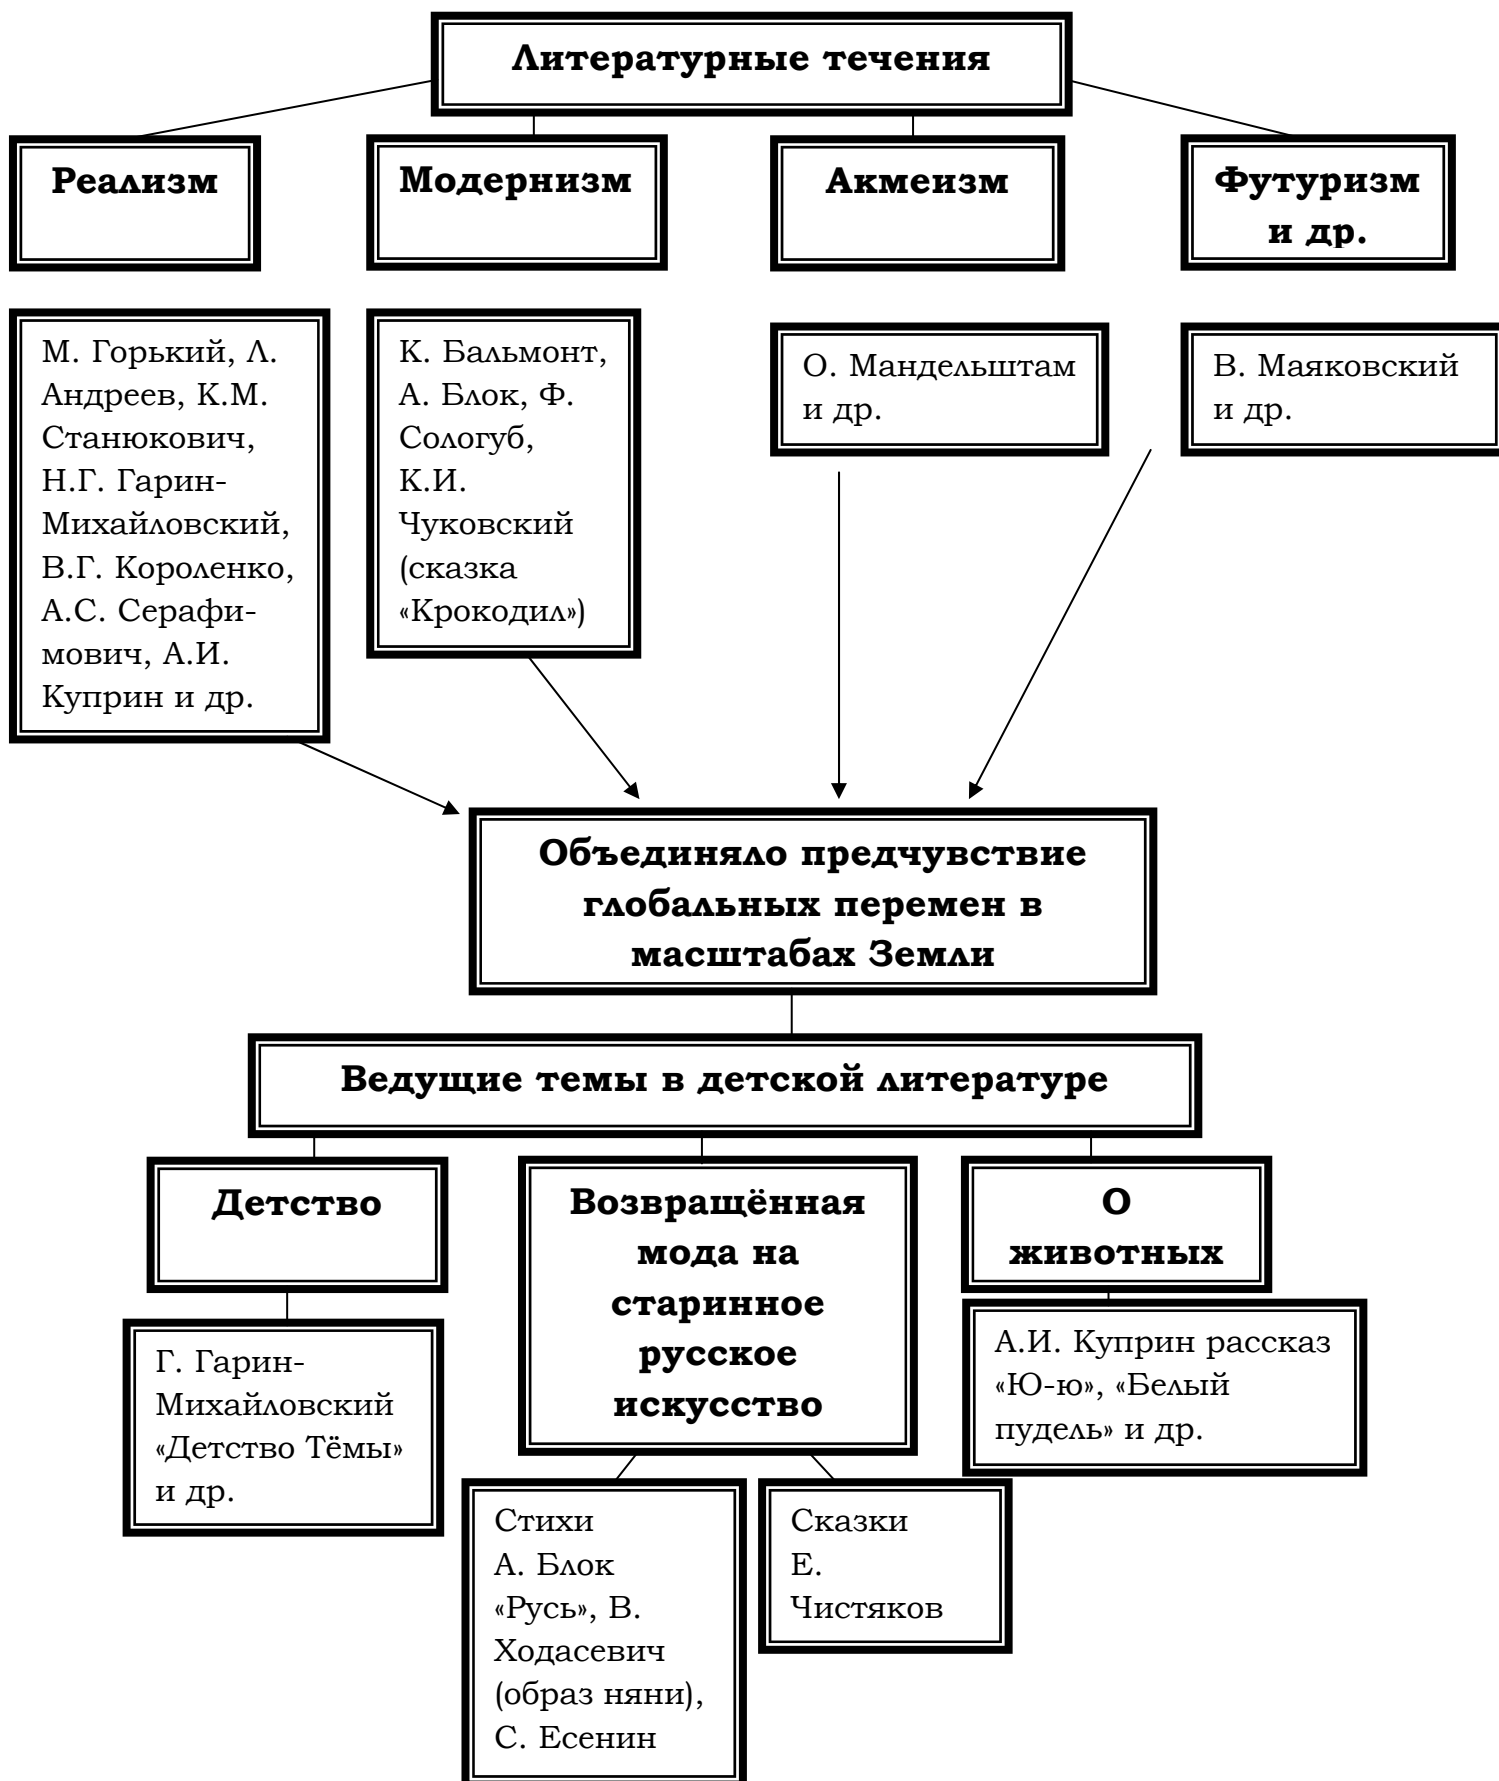 Литературные течения
Реализм
Модернизм
Акмеизм
Футуризм
и др.
М. Горький, Л.
Андреев, К.М.
Станюкович,
Н.Г. Гарин-
Михайловский,
В.Г. Короленко,
А.С. Серафи-
мович, А.И.
Куприн и др.
К. Бальмонт,
А. Блок, Ф.
Сологуб,
К.И.
Чуковский
(сказка
«Крокодил»)
О. Мандельштам
и др.
В. Маяковский
и др.
Объединяло предчувствие
глобальных перемен в
масштабах Земли
Ведущие темы в детской литературе
Детство
Возвращённая
мода на
старинное
русское
искусство
О
животных
Г. Гарин-
Михайловский
«Детство Тёмы»
и др.
А.И. Куприн рассказ
«Ю-ю», «Белый
пудель» и др.
Стихи
А. Блок
«Русь», В.
Ходасевич
(образ няни),
С. Есенин
Сказки
Е.
Чистяков